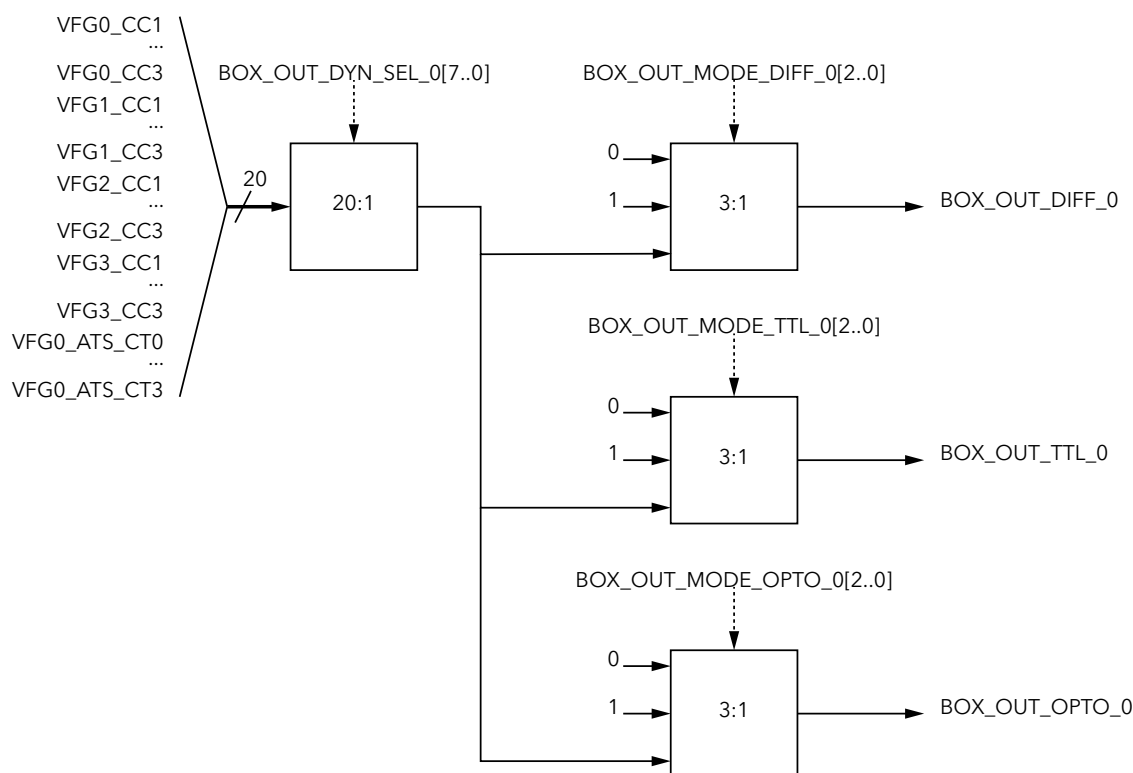 VFG0_CC1
...
VFG0_CC3
VFG1_CC1
...
VFG1_CC3
VFG2_CC1
...
VFG2_CC3
VFG3_CC1
...
VFG3_CC3
VFG0_ATS_CT0
...
VFG0_ATS_CT3
20
BOX_OUT_DYN_SEL_0[7..0]
20:1
BOX_OUT_MODE_DIFF_0[2..0]
0
1
3:1
BOX_OUT_DIFF_0
BOX_OUT_MODE_TTL_0[2..0]
0
1
3:1
BOX_OUT_TTL_0
BOX_OUT_MODE_OPTO_0[2..0]
0
1
3:1
BOX_OUT_OPTO_0